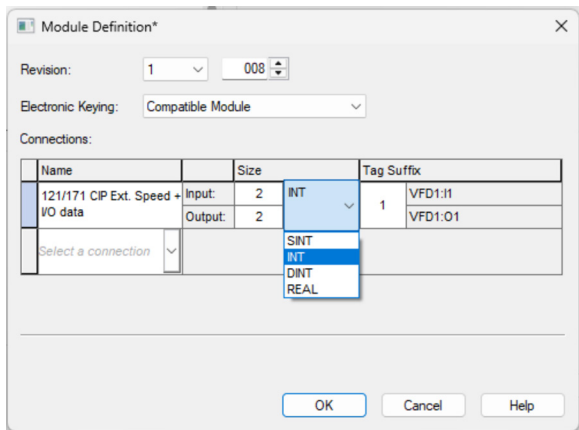 Module Definition*
Revision: 1 008
Electronic Keying: Compatible Module
Connections:
Name Size Tag Suffix
121/171 CIP Ext. Speed + Input: 2 INT 1 VFD1:I1
I/O data Output: 2 VFD1:O1
Select a connection
SINT
INT
DINT
REAL
OK Cancel Help